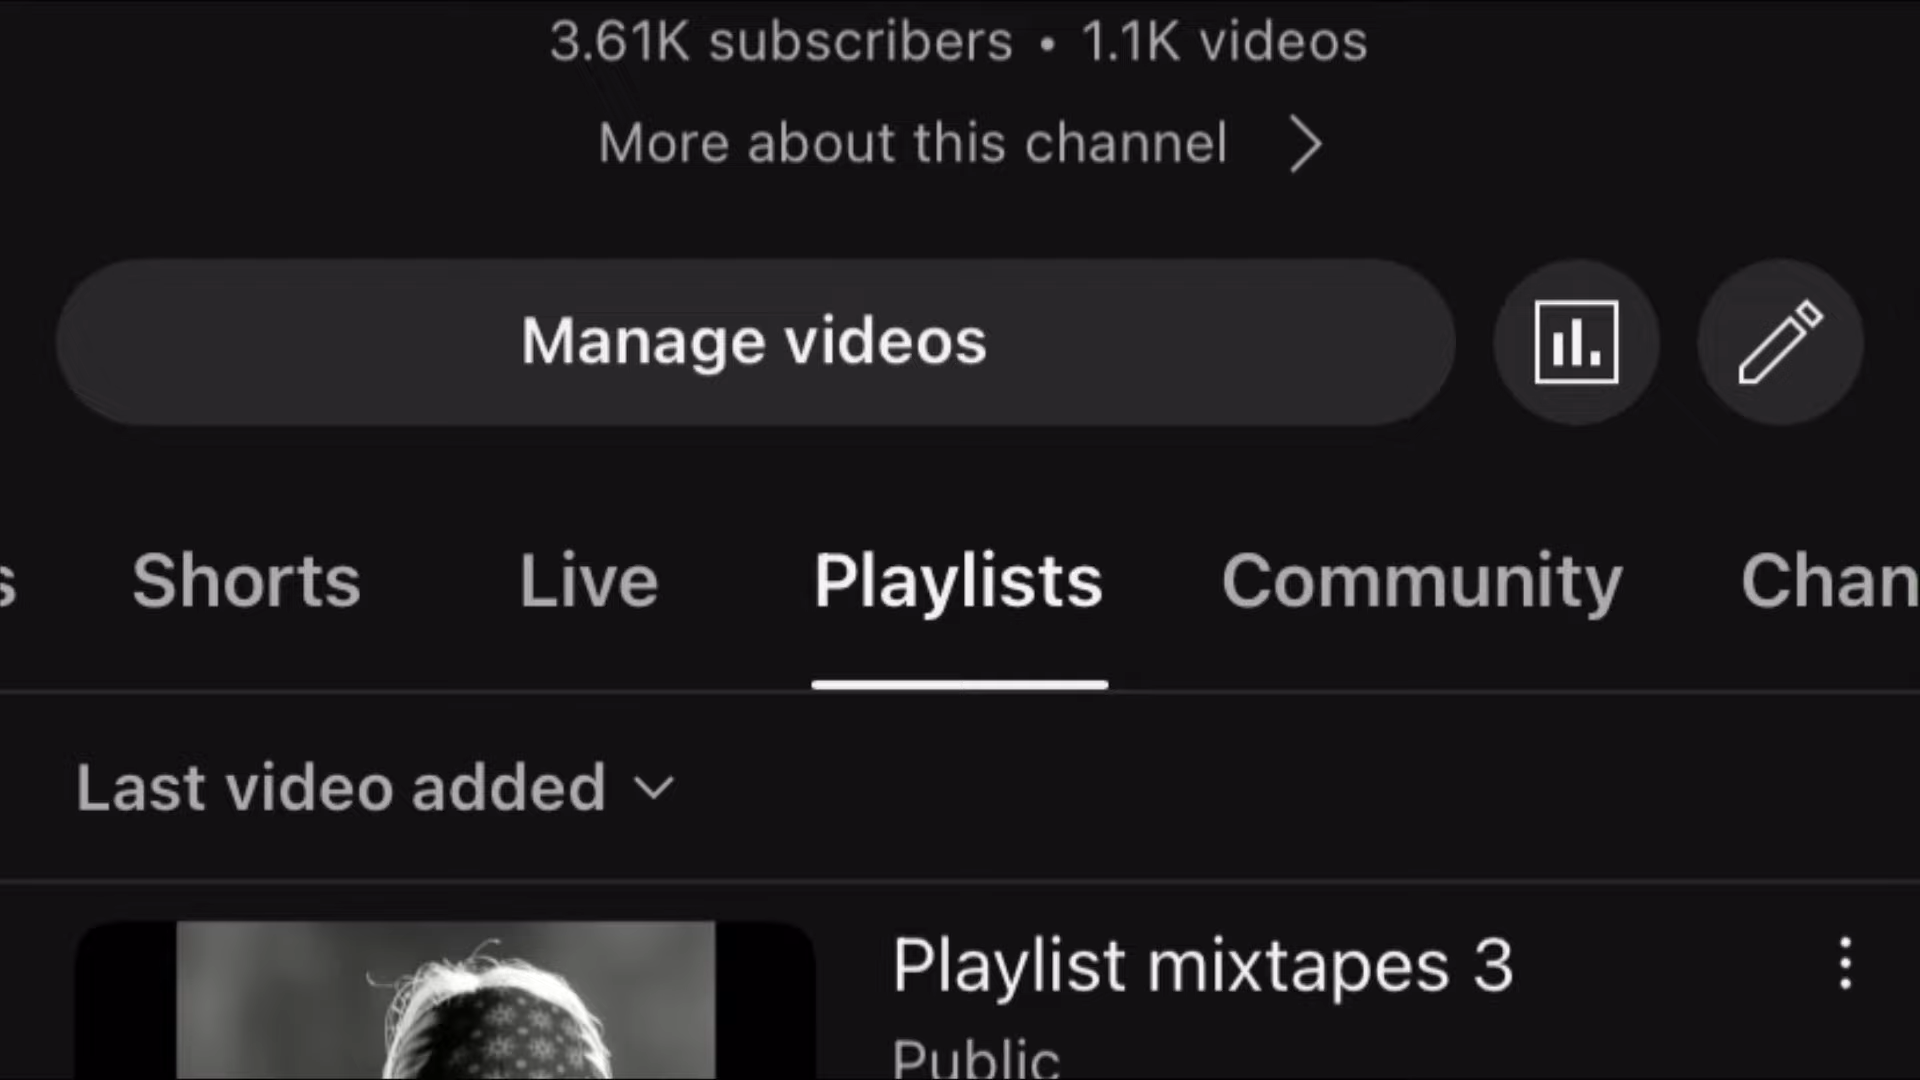 3.61K subscribers • 1.1K videos
More about this channel
Manage videos
s Shorts Live Playlists Community Chan
Last video added
Playlist mixtapes 3
Public